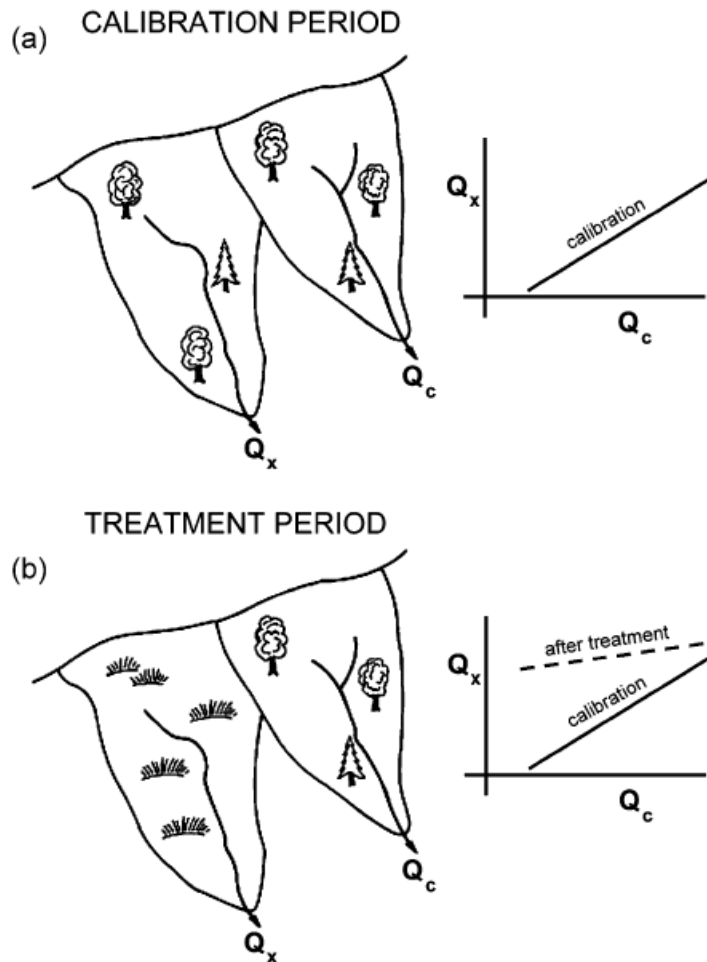 CALIBRATION PERIOD
(a)
Qx
calibration
Qc
Qc
Qx
TREATMENT PERIOD
(b)
after treatment
Qx
calibration
Qc
Qc
Qx